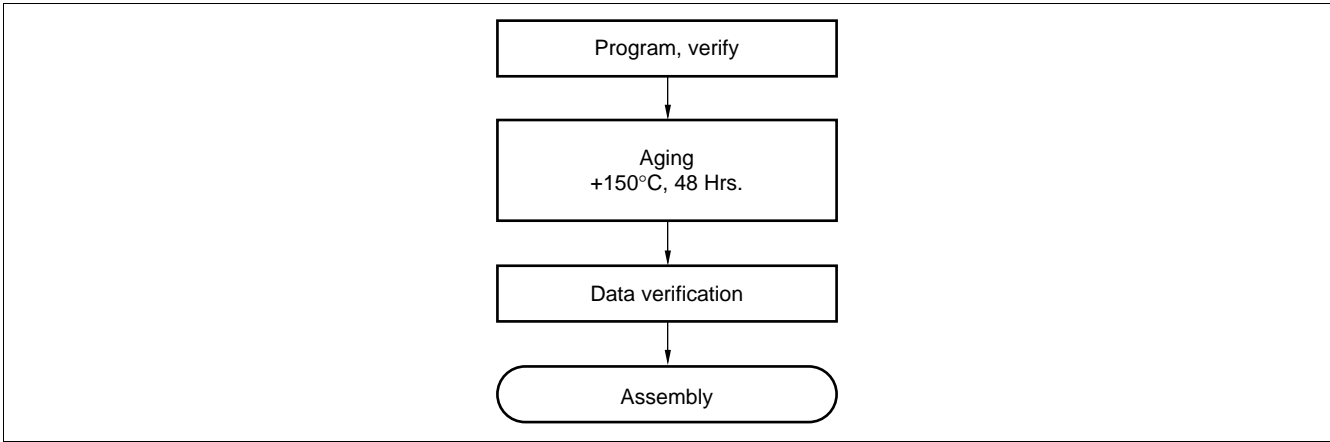 Program, verify
Aging
+150°C, 48 Hrs.
Data verification
Assembly